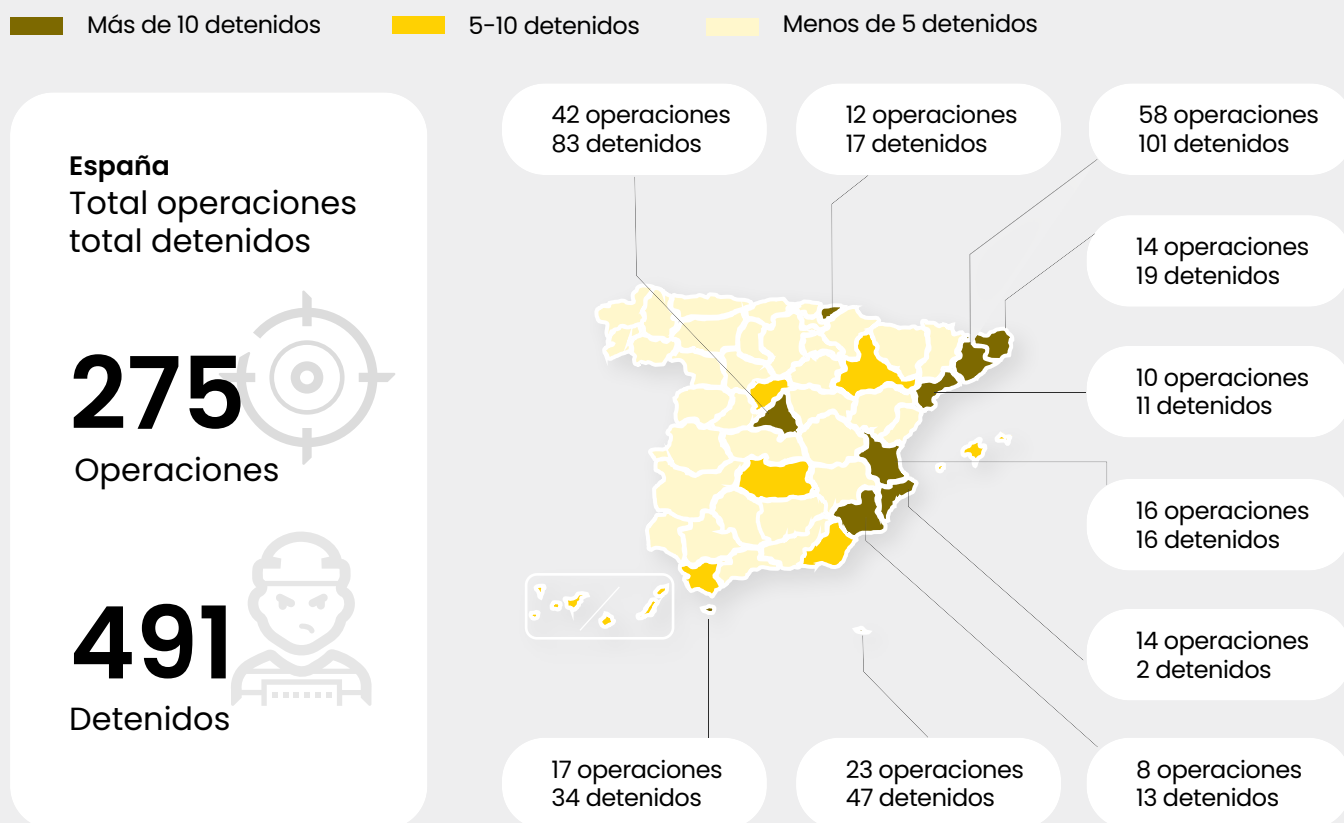 Más de 10 detenidos
5-10 detenidos
Menos de 5 detenidos
España
Total operaciones
total detenidos
275
Operaciones
491
Detenidos
42 operaciones
83 detenidos
12 operaciones
17 detenidos
58 operaciones
101 detenidos
14 operaciones
19 detenidos
10 operaciones
11 detenidos
16 operaciones
16 detenidos
14 operaciones
2 detenidos
17 operaciones
34 detenidos
23 operaciones
47 detenidos
8 operaciones
13 detenidos